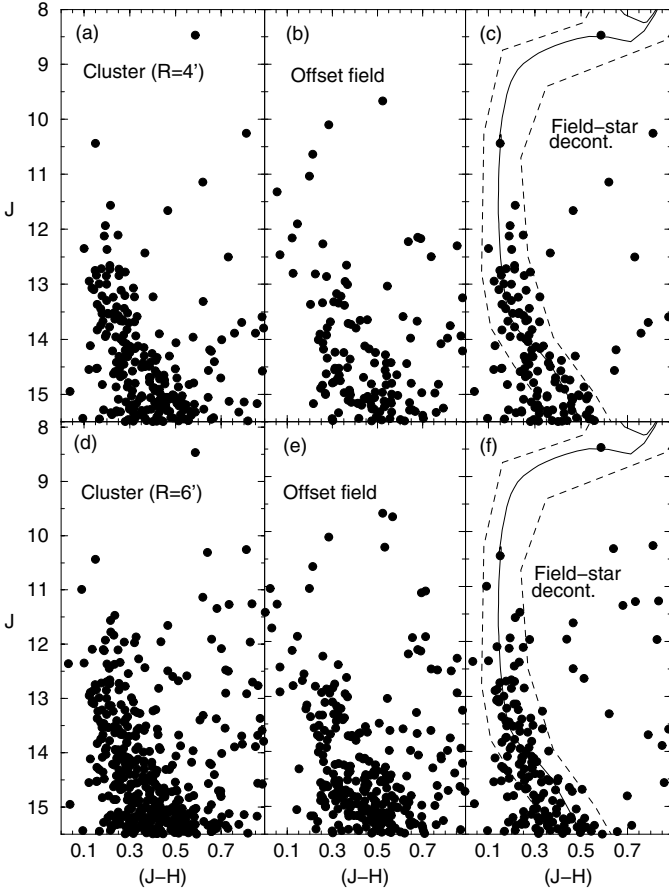 8
9
10
11
12
13
14
15
J
(a)
Cluster (R=4')
(b)
Offset field
(c)
Field−star
decont.
8
9
10
11
12
13
14
15
J
(d)
Cluster (R=6')
(e)
Offset field
(f)
Field−star
decont.
0.1 0.3 0.5 0.7
0.1 0.3 0.5 0.7
0.1 0.3 0.5 0.7
(J−H) (J−H) (J−H)